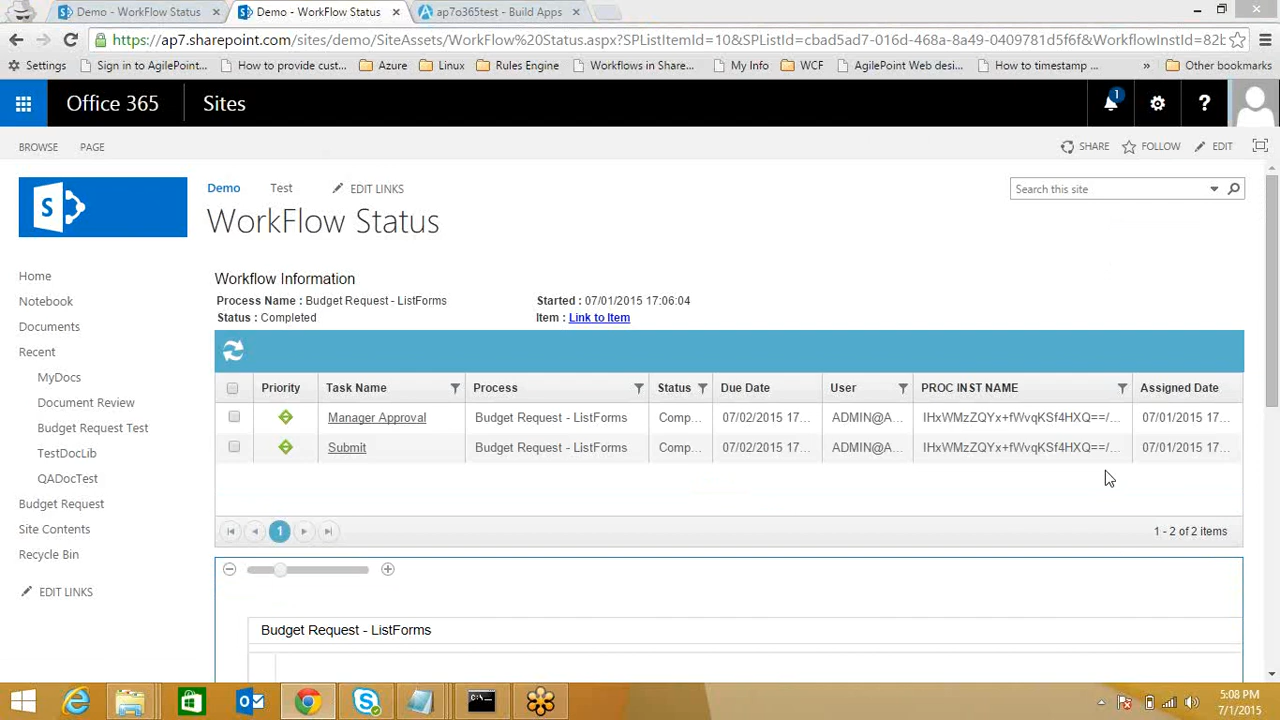 Demo - WorkFlow Status
Demo - WorkFlow Status
ap7o365test - Build Apps
https://ap7.sharepoint.com/sites/demo/SiteAssets/WorkFlow%20Status.aspx?SPListItemId=10&SPListId=cbad5ad7-016d-468a-8a49-0409781d5f6f&WorkflowInstId=82b
Settings
Sign in to AgilePoint
How to provide cust...
Azure
Linux
Rules Engine
Workflows in Share...
My Info
WCF
AgilePoint Web desi...
How to timestamp ...
»
Other bookmarks
Office 365
Sites
1
?
BROWSE
PAGE
SHARE
FOLLOW
EDIT
S
Demo
Test
EDIT LINKS
Search this site
WorkFlow Status
Home
Notebook
Documents
Recent
MyDocs
Document Review
Budget Request Test
TestDocLib
QADocTest
Budget Request
Site Contents
Recycle Bin
EDIT LINKS
Workflow Information
Process Name : Budget Request - ListForms
Started : 07/01/2015 17:06:04
Status : Completed
Item : Link to Item
Priority Task Name Process Status Due Date User PROC INST NAME Assigned Date
Manager Approval Budget Request - ListForms Comp... 07/02/2015 17... ADMIN@A... IHxWMzZQYx+fWvqKSf4HXQ==/... 07/01/2015 17...
Submit Budget Request - ListForms Comp... 07/02/2015 17... ADMIN@A... IHxWMzZQYx+fWvqKSf4HXQ==/... 07/01/2015 17...
1
1 - 2 of 2 items
Budget Request - ListForms
5:08 PM
7/1/2015